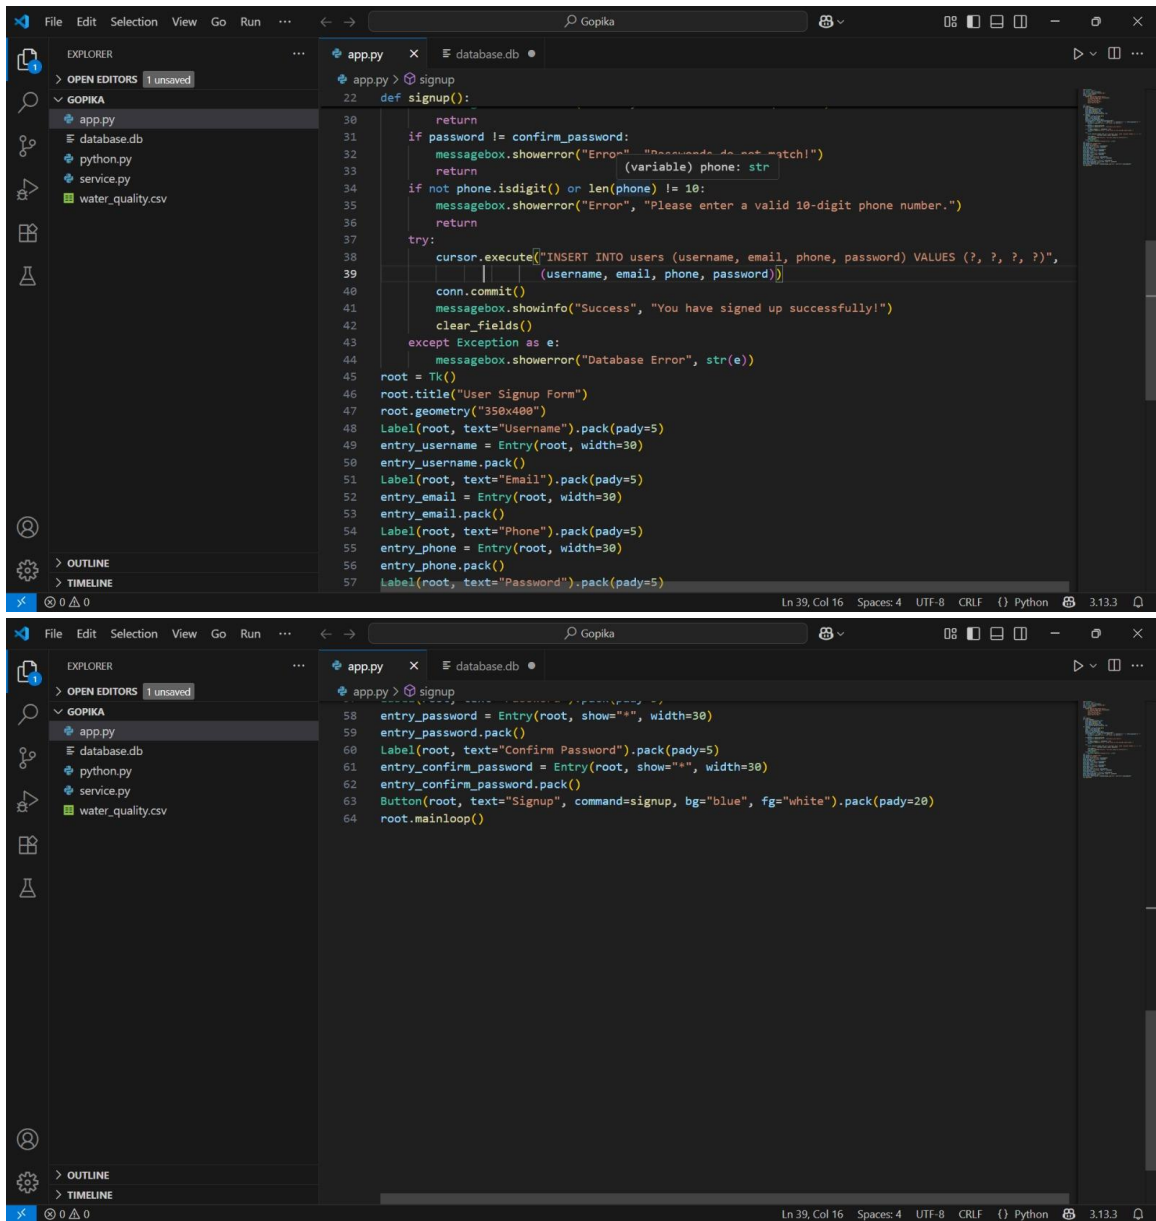 File Edit Selection View Go Run ··· Gopika
EXPLORER ···
OPEN EDITORS 1 unsaved
GOPIKA
app.py
database.db
python.py
service.py
water_quality.csv
OUTLINE
TIMELINE
app.py database.db
app.py > signup
22 def signup():
30 return
31 if password != confirm_password:
32 messagebox.showerror("Error", "Passwords do not match!")
(variable) phone: str
33 return
34 if not phone.isdigit() or len(phone) != 10:
35 messagebox.showerror("Error", "Please enter a valid 10-digit phone number.")
36 return
37 try:
38 cursor.execute("INSERT INTO users (username, email, phone, password) VALUES (?, ?, ?, ?)",
39 (username, email, phone, password))
40 conn.commit()
41 messagebox.showinfo("Success", "You have signed up successfully!")
42 clear_fields()
43 except Exception as e:
44 messagebox.showerror("Database Error", str(e))
45 root = Tk()
46 root.title("User Signup Form")
47 root.geometry("350x400")
48 Label(root, text="Username").pack(pady=5)
49 entry_username = Entry(root, width=30)
50 entry_username.pack()
51 Label(root, text="Email").pack(pady=5)
52 entry_email = Entry(root, width=30)
53 entry_email.pack()
54 Label(root, text="Phone").pack(pady=5)
55 entry_phone = Entry(root, width=30)
56 entry_phone.pack()
57 Label(root, text="Password").pack(pady=5)
0 0 Ln 39, Col 16 Spaces: 4 UTF-8 CRLF {} Python 3.13.3
File Edit Selection View Go Run ··· Gopika
EXPLORER ···
OPEN EDITORS 1 unsaved
GOPIKA
app.py
database.db
python.py
service.py
water_quality.csv
OUTLINE
TIMELINE
app.py database.db
app.py > signup
58 entry_password = Entry(root, show="*", width=30)
59 entry_password.pack()
60 Label(root, text="Confirm Password").pack(pady=5)
61 entry_confirm_password = Entry(root, show="*", width=30)
62 entry_confirm_password.pack()
63 Button(root, text="Signup", command=signup, bg="blue", fg="white").pack(pady=20)
64 root.mainloop()
0 0 Ln 39, Col 16 Spaces: 4 UTF-8 CRLF {} Python 3.13.3